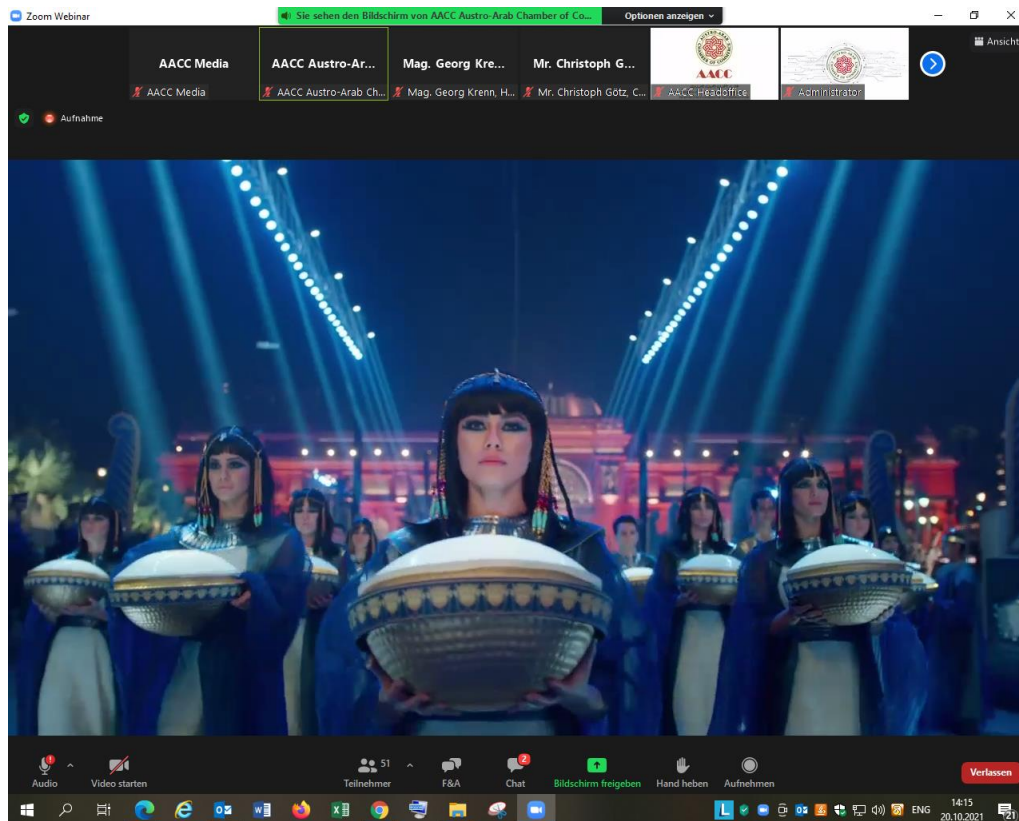 Zoom Webinar
Sie sehen den Bildschirm von AACC Austro-Arab Chamber of Co...
Optionen anzeigen
Ansicht
AACC Media
AACC Austro-Ar...
Mag. Georg Kre...
Mr. Christoph G...
AACC
AACC Media
AACC Austro-Arab Ch...
Mag. Georg Krenn, H...
Mr. Christoph Götz, C...
AACC Headoffice
Administrator
Aufnahme
51
2
Audio
Video starten
Teilnehmer
F&A
Chat
Bildschirm freigeben
Hand heben
Aufnehmen
Verlassen
ENG
14:15
20.10.2021
21